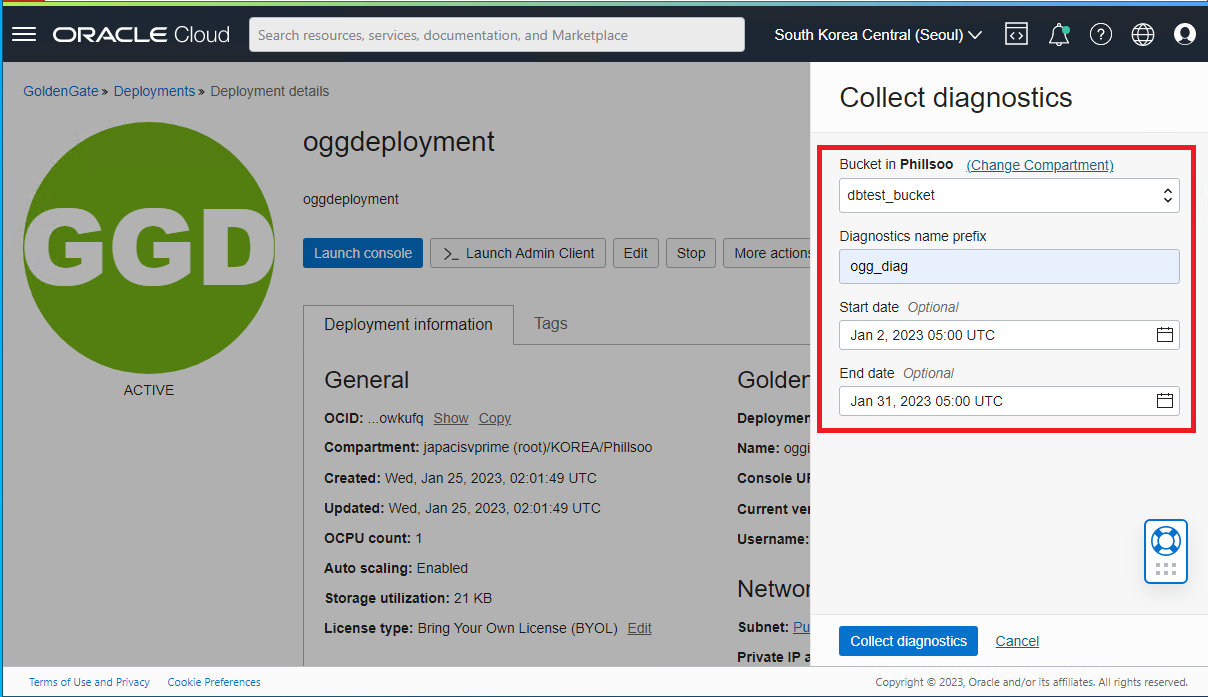 ORACLE Cloud
Search resources, services, documentation, and Marketplace
South Korea Central (Seoul)
GoldenGate » Deployments » Deployment details
GGD
ACTIVE
oggdeployment
oggdeployment
Launch console
>_ Launch Admin Client
Edit
Stop
More actions
Deployment information
Tags
General
OCID: ...owkufq Show Copy
Compartment: japacisvprime (root)/KOREA/Phillsoo
Created: Wed, Jan 25, 2023, 02:01:49 UTC
Updated: Wed, Jan 25, 2023, 02:01:49 UTC
OCPU count: 1
Auto scaling: Enabled
Storage utilization: 21 KB
License type: Bring Your Own License (BYOL) Edit
Golden
Deploymen
Name: oggi
Console UR
Current ver
Username:
Networ
Subnet: Pu
Private IP a
Collect diagnostics
Bucket in Phillsoo (Change Compartment)
dbtest_bucket
Diagnostics name prefix
ogg_diag
Start date Optional
Jan 2, 2023 05:00 UTC
End date Optional
Jan 31, 2023 05:00 UTC
Collect diagnostics
Cancel
Terms of Use and Privacy
Cookie Preferences
Copyright © 2023, Oracle and/or its affiliates. All rights reserved.